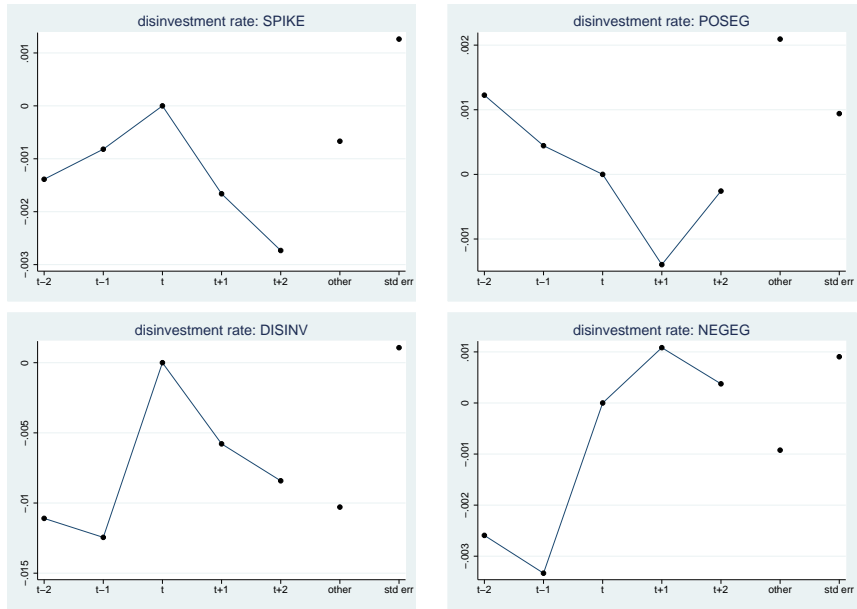 disinvestment rate: SPIKE
.001
0
−.001
−.002
−.003
t−2 t−1 t t+1 t+2 other std err
disinvestment rate: POSEG
.002
.001
0
−.001
t−2 t−1 t t+1 t+2 other std err
disinvestment rate: DISINV
0
−.005
−.01
−.015
t−2 t−1 t t+1 t+2 other std err
disinvestment rate: NEGEG
.001
0
−.001
−.002
−.003
t−2 t−1 t t+1 t+2 other std err